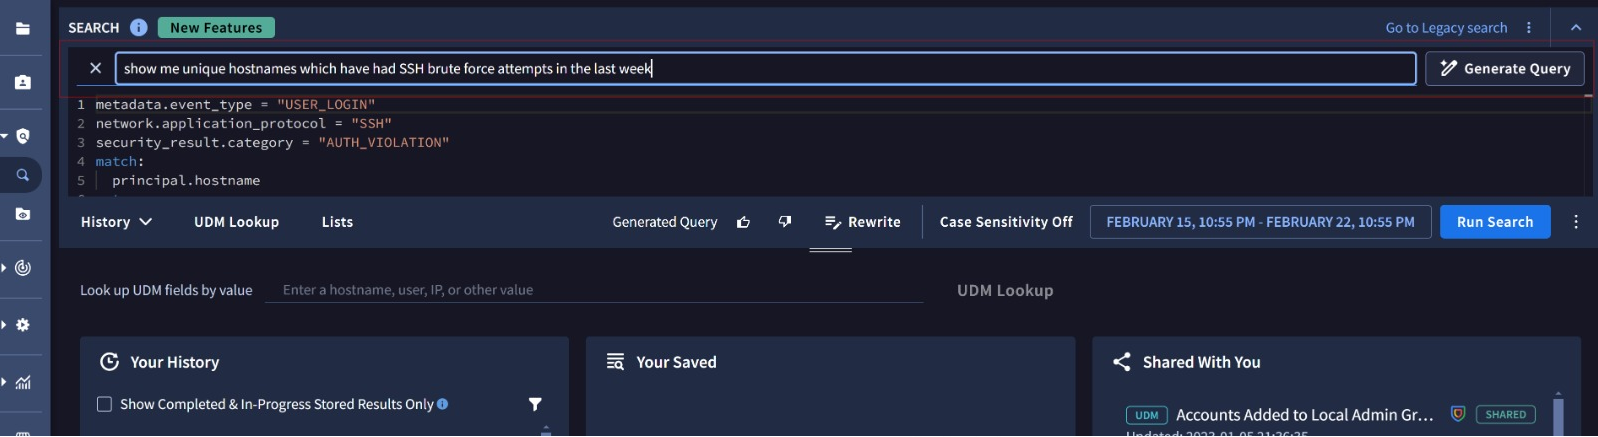 SEARCH New Features Go to Legacy search
show me unique hostnames which have had SSH brute force attempts in the last week Generate Query
1 metadata.event_type = "USER_LOGIN"
2 network.application_protocol = "SSH"
3 security_result.category = "AUTH_VIOLATION"
4 match:
5 principal.hostname
History UDM Lookup Lists Generated Query Rewrite Case Sensitivity Off FEBRUARY 15, 10:55 PM - FEBRUARY 22, 10:55 PM Run Search
Look up UDM fields by value Enter a hostname, user, IP, or other value UDM Lookup
Your History Your Saved Shared With You
Show Completed & In-Progress Stored Results Only
UDM Accounts Added to Local Admin Gr... SHARED